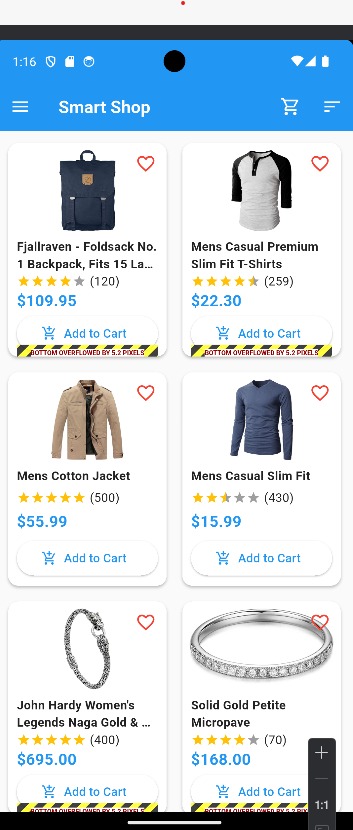 1:16
Smart Shop
Fjallraven - Foldsack No.
1 Backpack, Fits 15 La...
(120)
$109.95
Add to Cart
BOTTOM OVERFLOWED BY 5.2 PIXELS
Mens Casual Premium
Slim Fit T-Shirts
(259)
$22.30
Add to Cart
BOTTOM OVERFLOWED BY 5.2 PIXELS
Mens Cotton Jacket
(500)
$55.99
Add to Cart
Mens Casual Slim Fit
(430)
$15.99
Add to Cart
John Hardy Women's
Legends Naga Gold & ...
(400)
$695.00
Add to Cart
Solid Gold Petite
Micropave
(70)
$168.00
Add to Cart
1:1